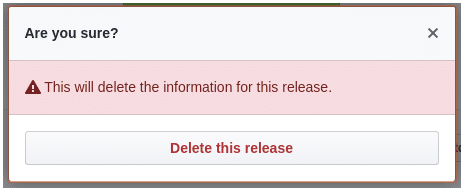 Are you sure?
This will delete the information for this release.
Delete this release